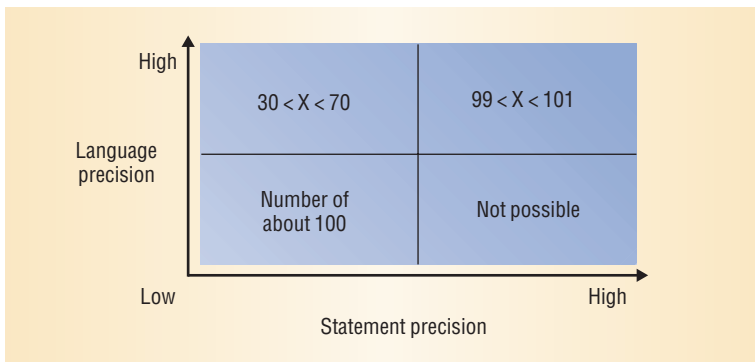 High
30 < X < 70
99 < X < 101
Language
precision
Number of
about 100
Not possible
Low
High
Statement precision